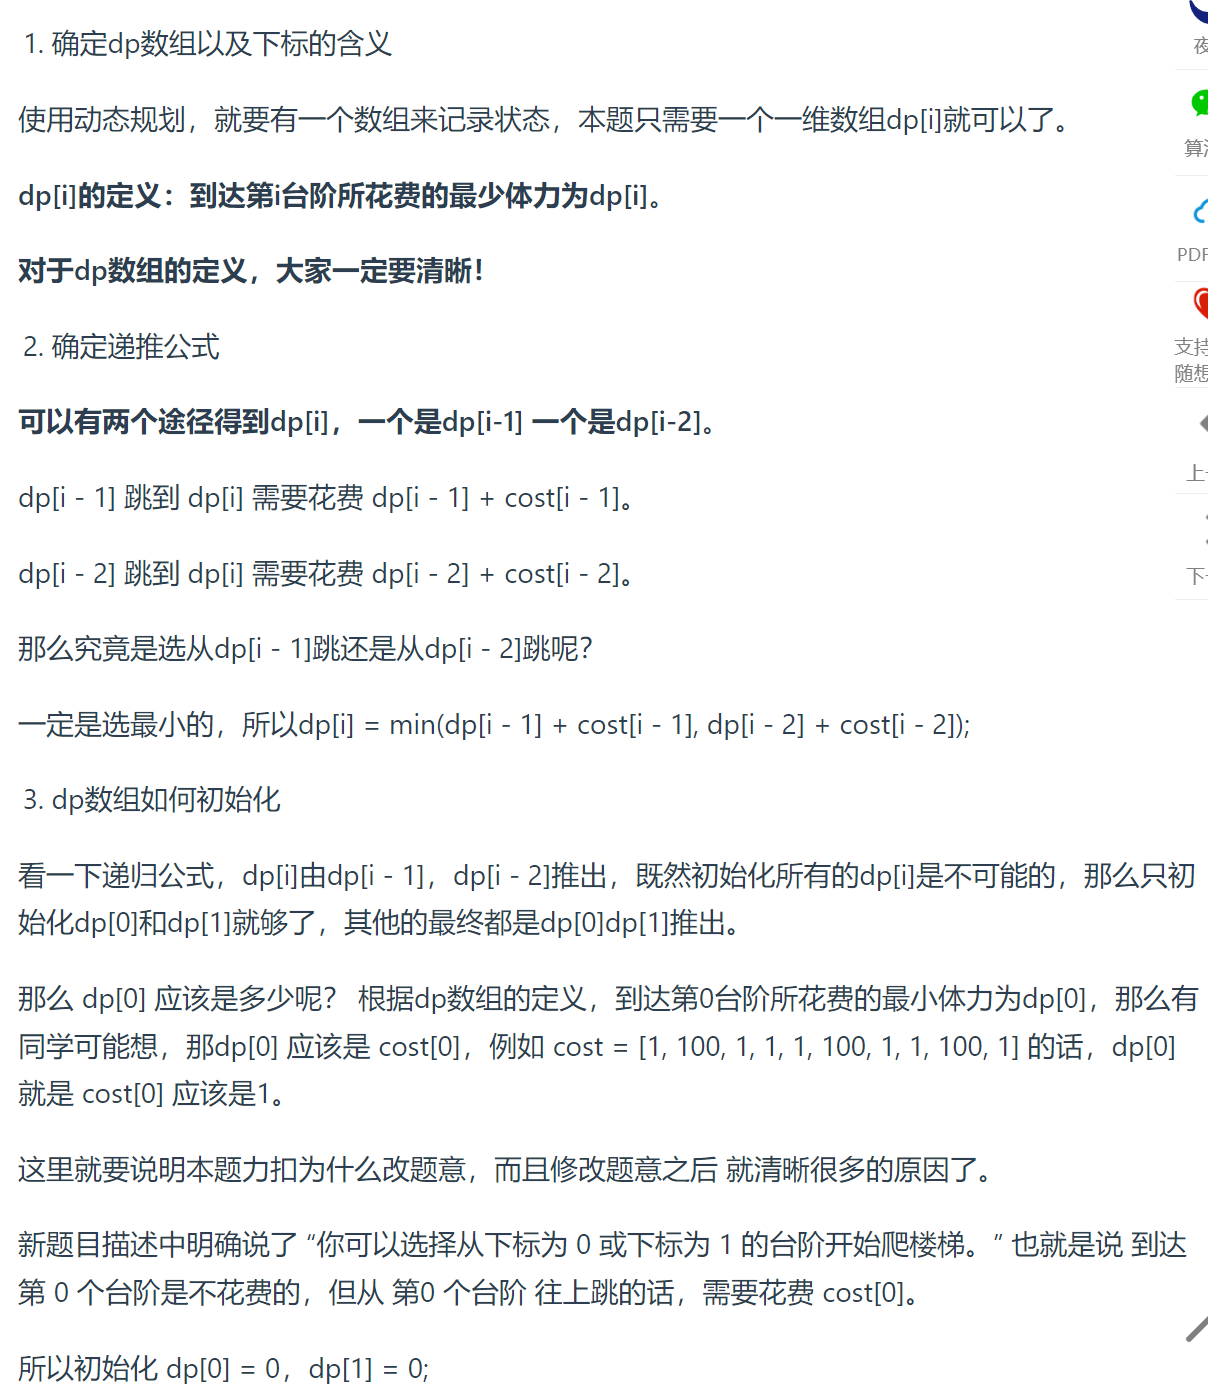 1. 确定dp数组以及下标的含义
使用动态规划，就要有一个数组来记录状态，本题只需要一个一维数组dp[i]就可以了。
dp[i]的定义：到达第i台阶所花费的最少体力为dp[i]。
对于dp数组的定义，大家一定要清晰！
2. 确定递推公式
可以有两个途径得到dp[i]，一个是dp[i-1] 一个是dp[i-2]。
dp[i - 1] 跳到 dp[i] 需要花费 dp[i - 1] + cost[i - 1]。
dp[i - 2] 跳到 dp[i] 需要花费 dp[i - 2] + cost[i - 2]。
那么究竟是选从dp[i - 1]跳还是从dp[i - 2]跳呢？
一定是选最小的，所以dp[i] = min(dp[i - 1] + cost[i - 1], dp[i - 2] + cost[i - 2]);
3. dp数组如何初始化
看一下递归公式，dp[i]由dp[i - 1]，dp[i - 2]推出，既然初始化所有的dp[i]是不可能的，那么只初
始化dp[0]和dp[1]就够了，其他的最终都是dp[0]dp[1]推出。
那么 dp[0] 应该是多少呢？ 根据dp数组的定义，到达第0台阶所花费的最小体力为dp[0]，那么有
同学可能想，那dp[0] 应该是 cost[0]，例如 cost = [1, 100, 1, 1, 1, 100, 1, 1, 100, 1] 的话，dp[0]
就是 cost[0] 应该是1。
这里就要说明本题力扣为什么改题意，而且修改题意之后 就清晰很多的原因了。
新题目描述中明确说了 “你可以选择从下标为 0 或下标为 1 的台阶开始爬楼梯。” 也就是说 到达
第 0 个台阶是不花费的，但从 第0 个台阶 往上跳的话，需要花费 cost[0]。
所以初始化 dp[0] = 0，dp[1] = 0;
夜
算
PDF
支持
随想
上
下